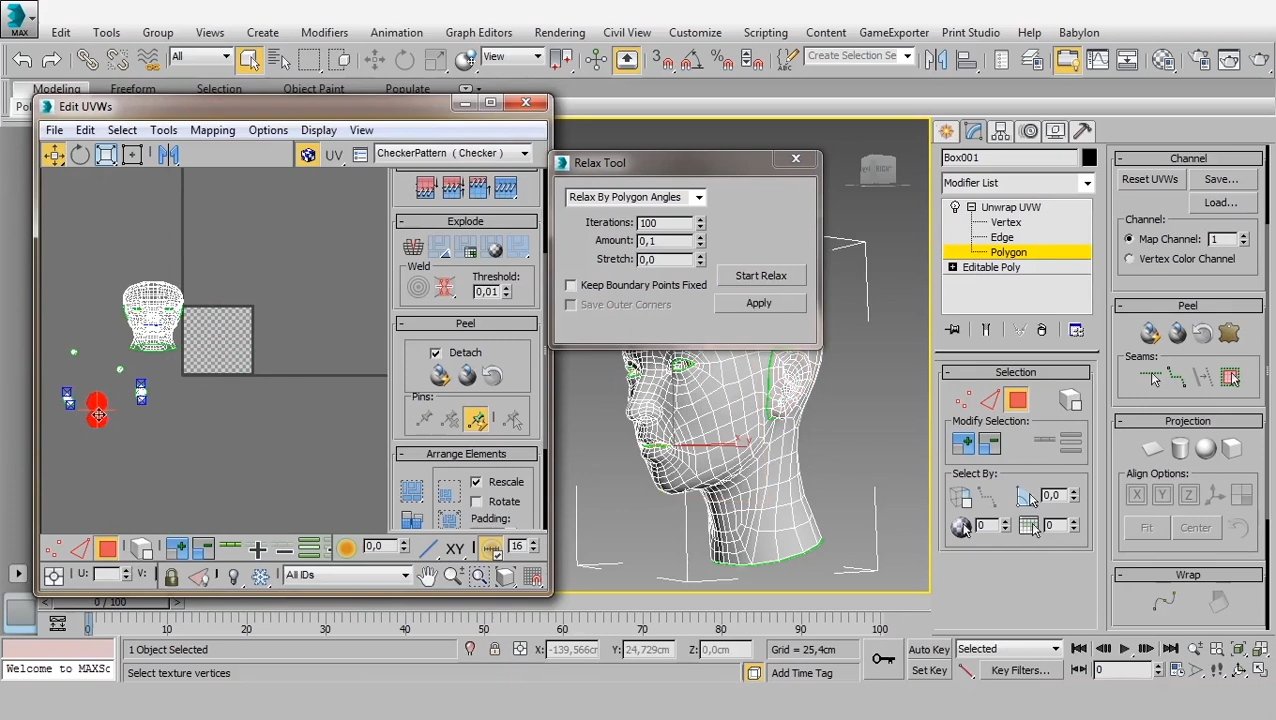 MAX
Edit Tools Group Views Create Modifiers Animation Graph Editors Rendering Civil View Customize Scripting Content GameExporter Print Studio Help Babylon
All View 3 Create Selection Se
Modeling Freeform Selection Object Paint Populate
Edit UVWs
File Edit Select Tools Mapping Options Display View
UV CheckerPattern ( Checker )
Explode
Weld Threshold:
0,01
Peel
Detach
Pins:
Arrange Elements
Rescale
Rotate
Padding:
0,0 XY 16
U: V: All IDs
Relax Tool
Relax By Polygon Angles
Iterations: 100
Amount: 0,1
Stretch: 0,0
Start Relax
Keep Boundary Points Fixed
Save Outer Corners
Apply
Box001
Modifier List
Unwrap UVW
Vertex
Edge
Polygon
Editable Poly
Selection
Modify Selection:
Select By:
0,0
0 0
Channel
Reset UVWs Save...
Load...
Channel:
Map Channel: 1
Vertex Color Channel
Peel
Seams:
Projection
Align Options:
X Y Z
Fit Center
Wrap
0 / 100
0 10 20 30 40 50 60 70 80 90 100
1 Object Selected X: -139,566cm Y: 24,729cm Z: 0,0cm Grid = 25,4cm Auto Key Selected
Welcome to MAXSc Select texture vertices Add Time Tag Set Key Key Filters... 0